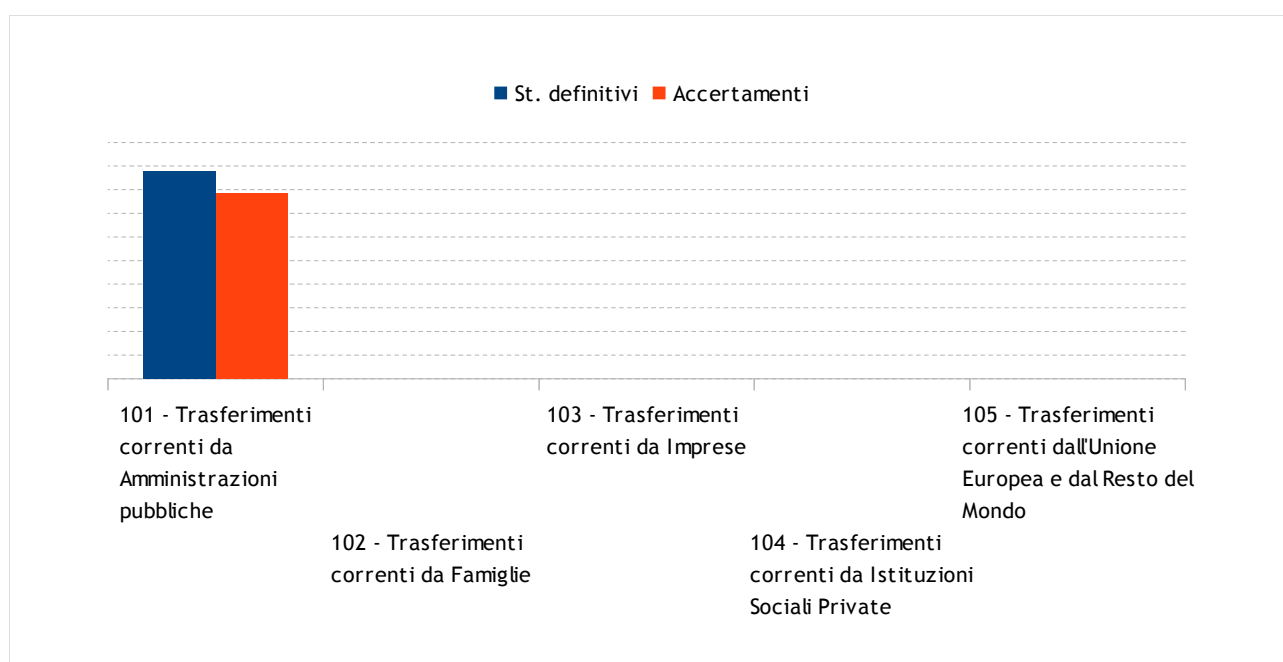 St. definitivi Accertamenti
101 - Trasferimenti
correnti da
Amministrazioni
pubbliche
102 - Trasferimenti
correnti da Famiglie
103 - Trasferimenti
correnti da Imprese
104 - Trasferimenti
correnti da Istituzioni
Sociali Private
105 - Trasferimenti
correnti dall'Unione
Europea e dal Resto del
Mondo